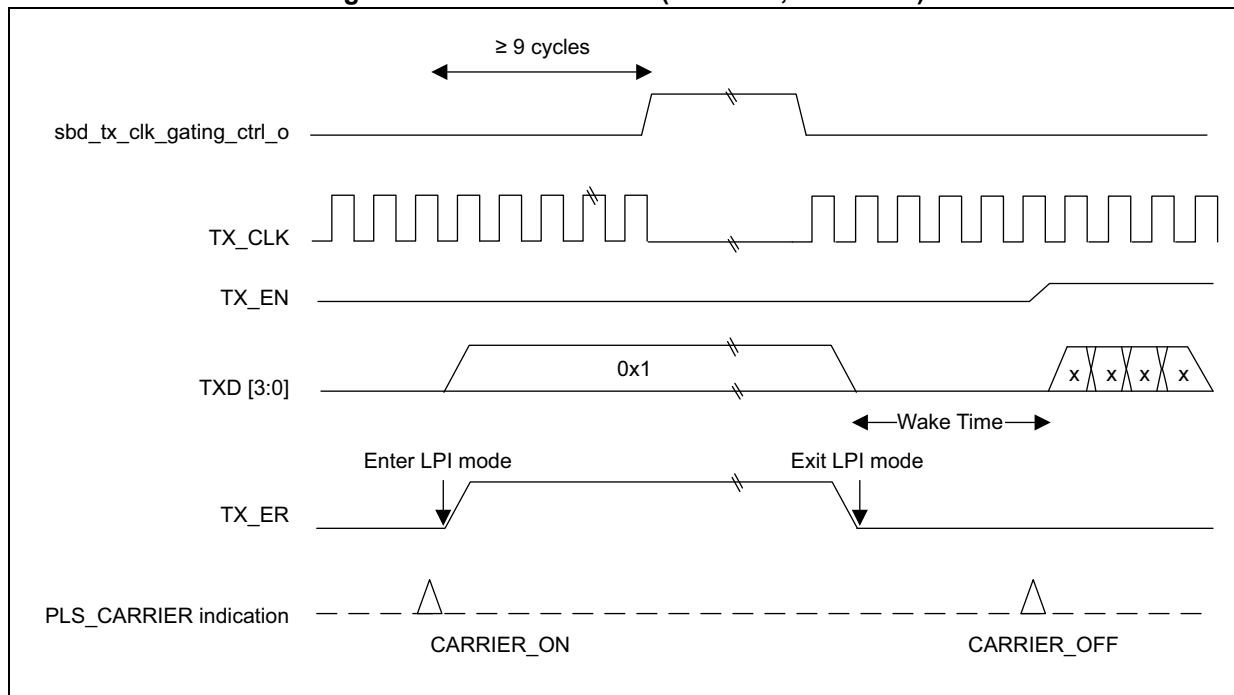 ≥ 9 cycles
sbd_tx_clk_gating_ctrl_o
TX_CLK
TX_EN
TXD [3:0]
0x1
x x x x
Wake Time
Enter LPI mode
Exit LPI mode
TX_ER
PLS_CARRIER indication
CARRIER_ON
CARRIER_OFF